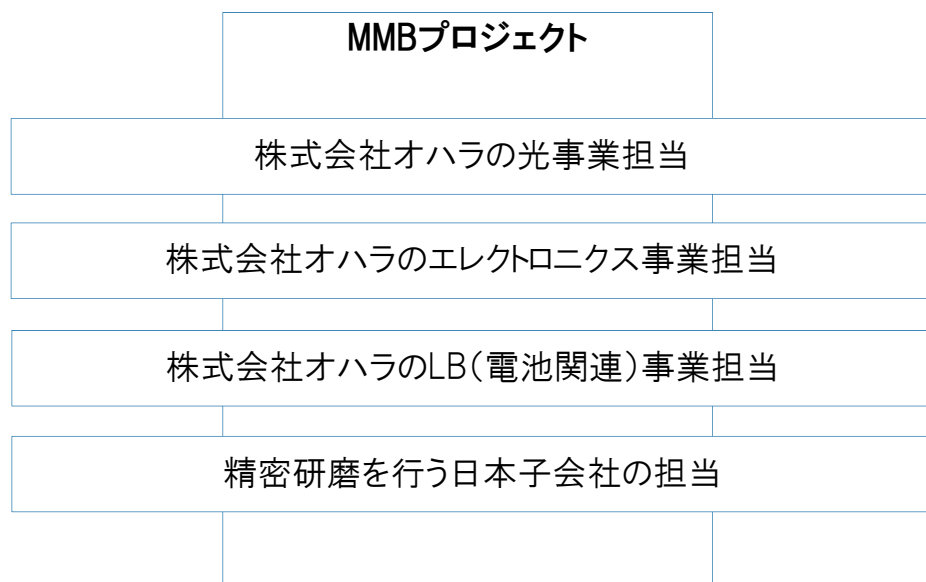 MMBプロジェクト
株式会社オハラの光事業担当
株式会社オハラのエレクトロニクス事業担当
株式会社オハラのLB（電池関連）事業担当
精密研磨を行う日本子会社の担当